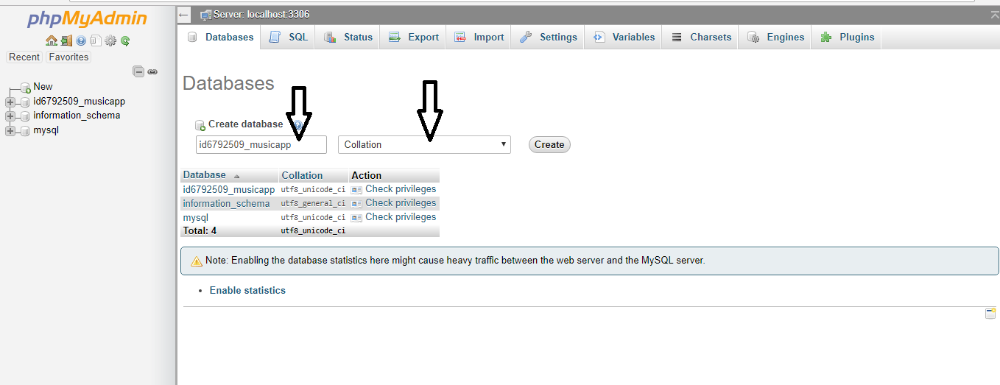 phpMyAdmin
Recent Favorites
New
id6792509_musicapp
information_schema
mysql
Server: localhost:3306
Databases SQL Status Export Import Settings Variables Charsets Engines Plugins
Databases
Create database
id6792509_musicapp Collation Create
Database Collation Action
id6792509_musicapp utf8_unicode_ci Check privileges
information_schema utf8_general_ci Check privileges
mysql utf8_unicode_ci Check privileges
Total: 4 utf8_unicode_ci
Note: Enabling the database statistics here might cause heavy traffic between the web server and the MySQL server.
Enable statistics